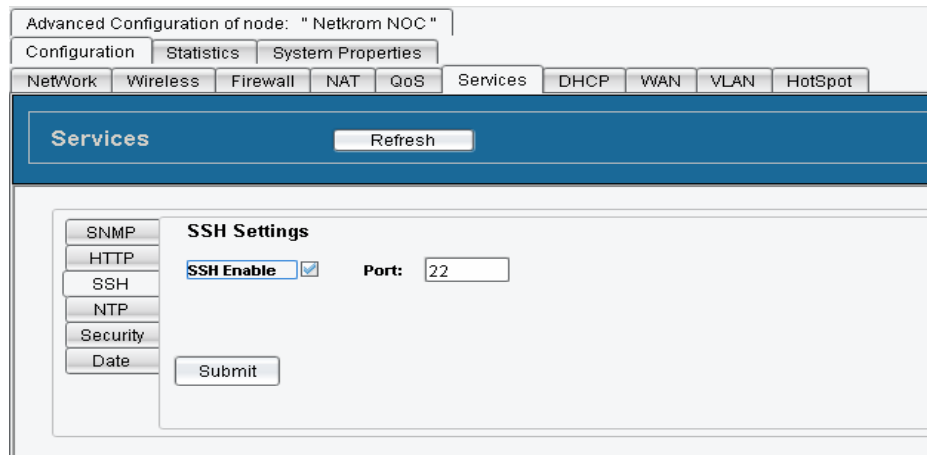 Advanced Configuration of node: "Netkrom NOC"
Configuration Statistics System Properties
NetWork Wireless Firewall NAT QoS Services DHCP WAN VLAN HotSpot
Services Refresh
SNMP
HTTP
SSH
NTP
Security
Date
SSH Settings
SSH Enable Port: 22
Submit